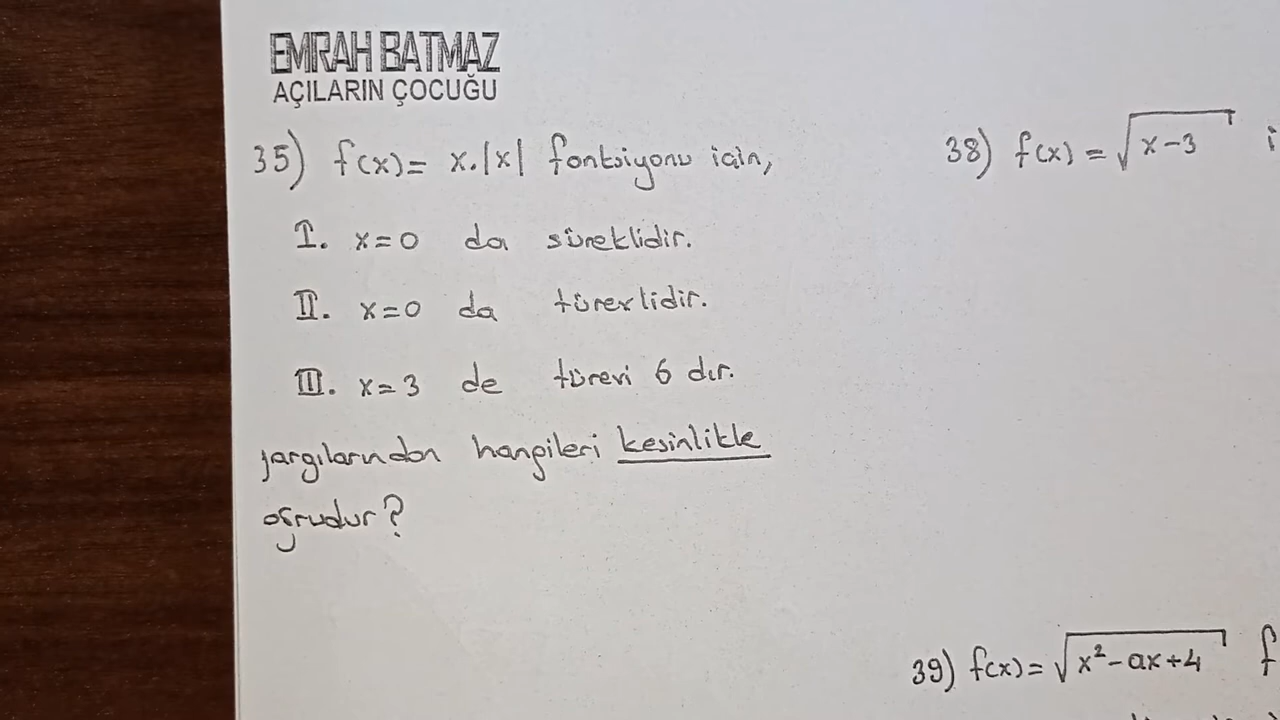 EMRAH BATMAZ
AÇILARIN ÇOCUĞU
35) f(x) = x.|x| fonksiyonu için,
I. x=0 da süreklidir.
II. x=0 da türevlidir.
III. x=3 de türevi 6 dır.
yargılarından hangileri kesinlikle
oğrudur?
38) f(x) = √x-3 i
39) f(x) = √x²-ax+4 f